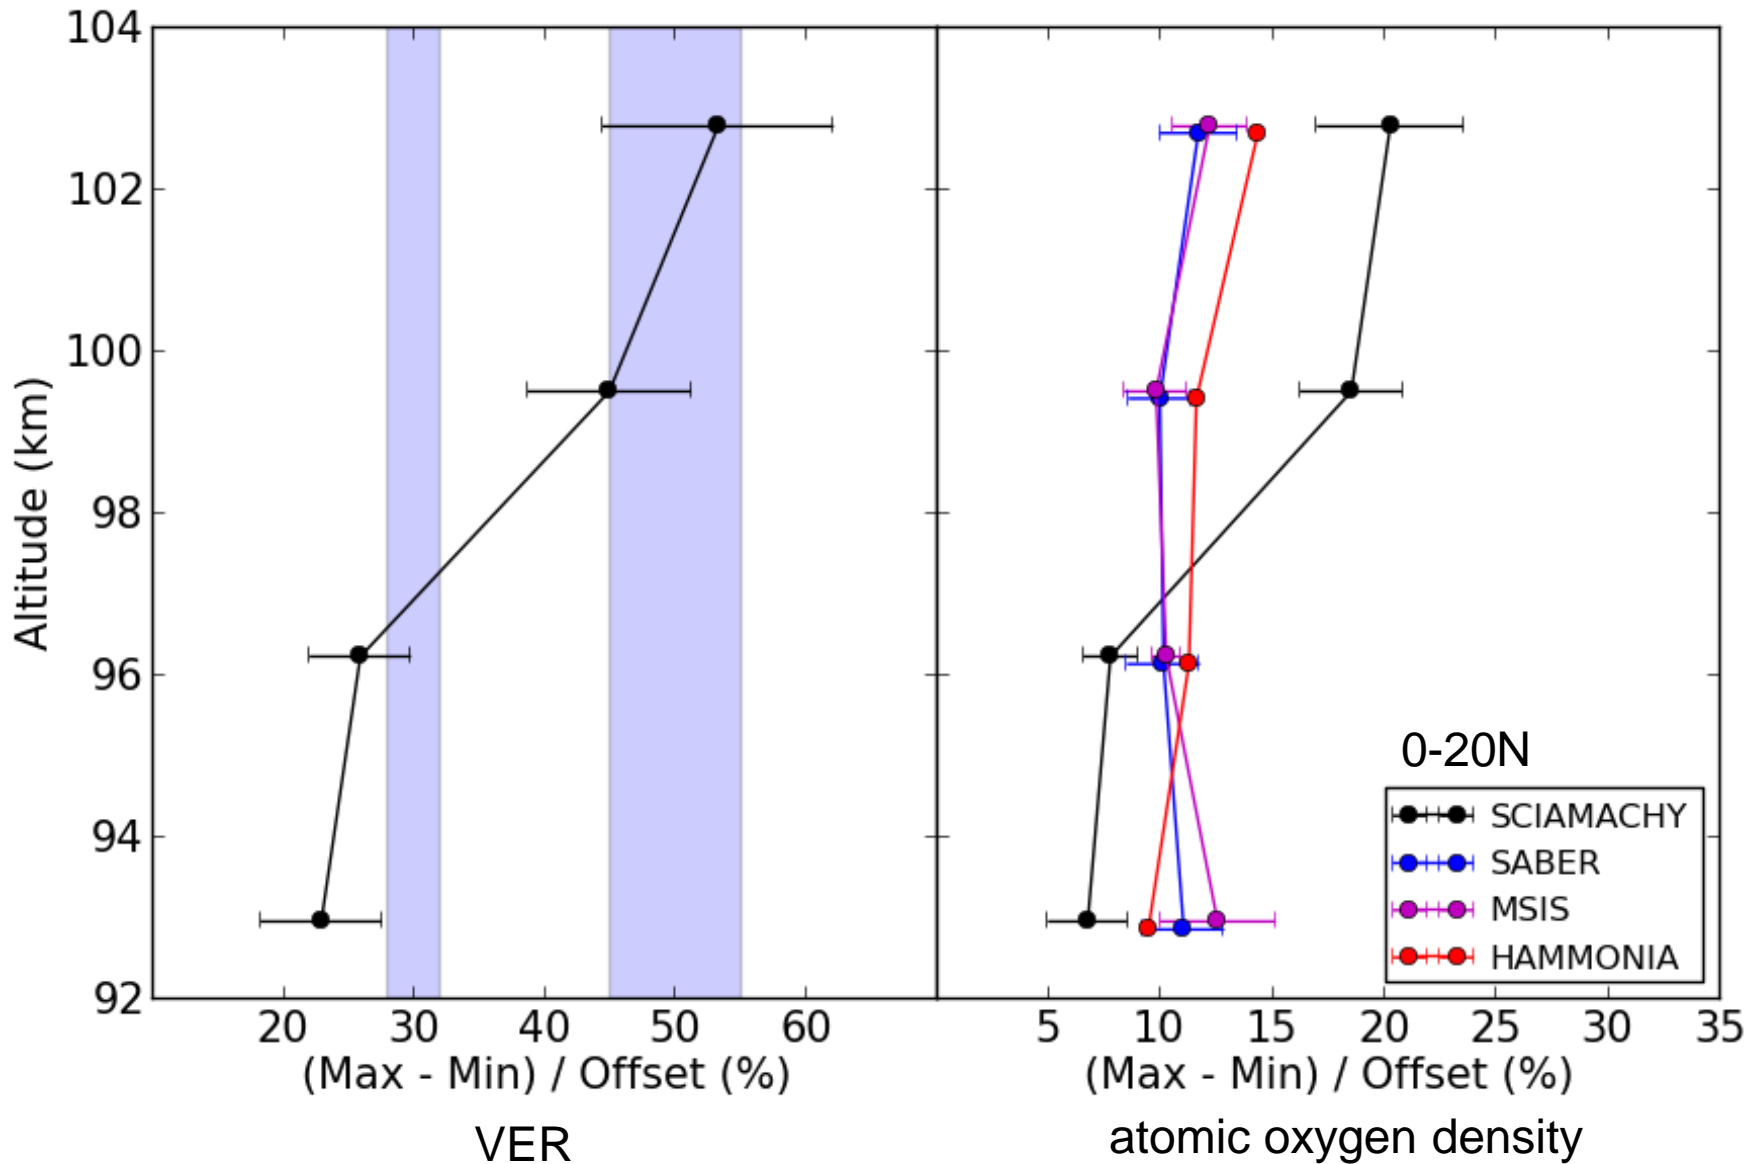 104
102
100
98
96
94
92
Altitude (km)
20 30 40 50 60
(Max - Min) / Offset (%)
VER
5 10 15 20 25 30 35
(Max - Min) / Offset (%)
atomic oxygen density
0-20N
SCIAMACHY
SABER
MSIS
HAMMONIA